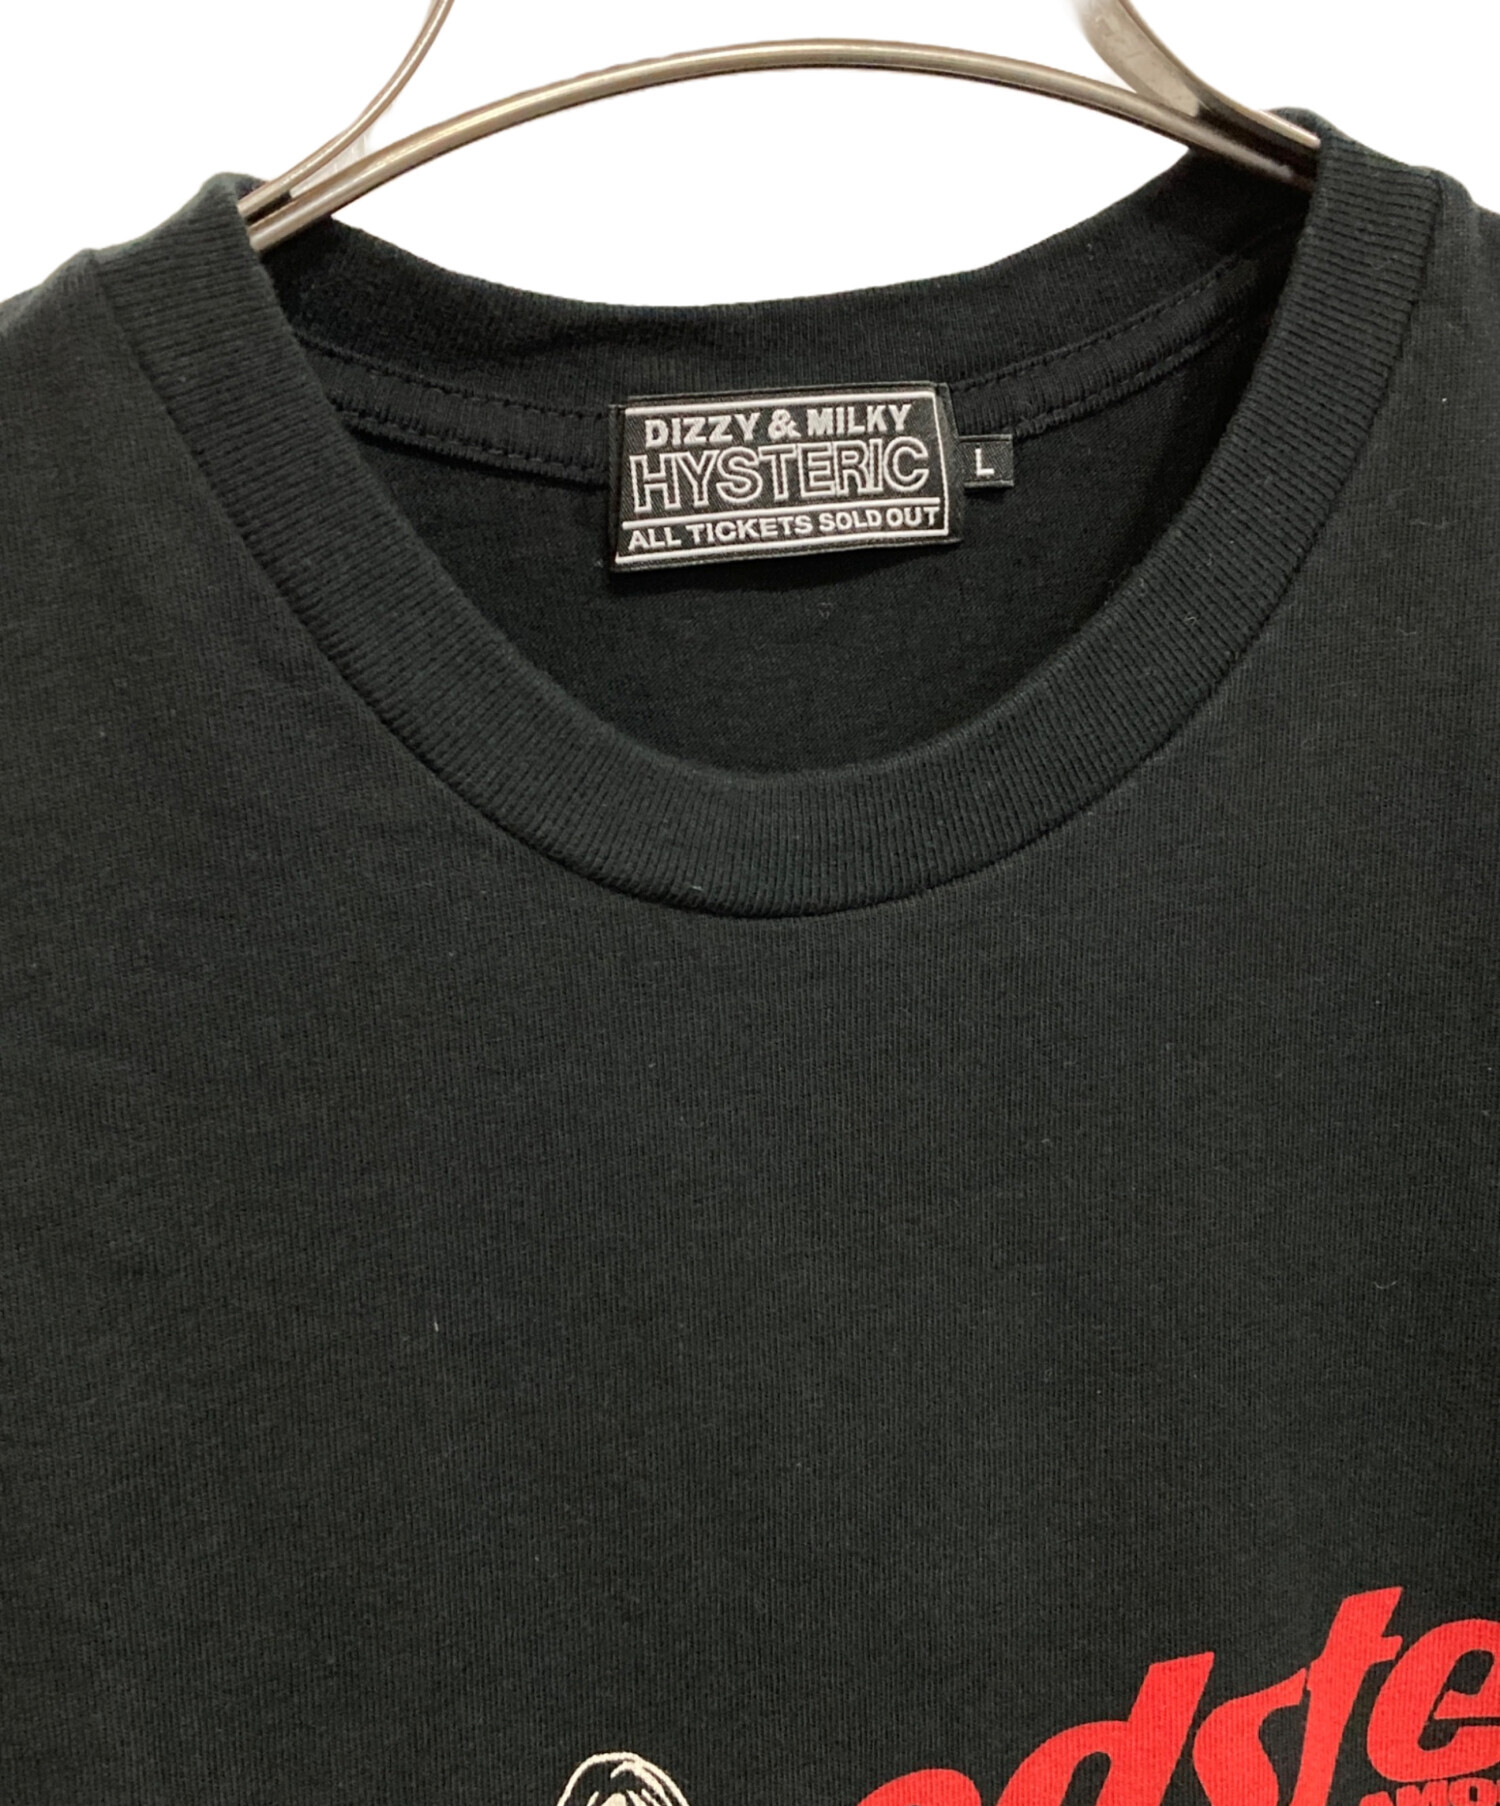 DIZZY & MILKY
HYSTERIC
ALL TICKETS SOLD OUT
L